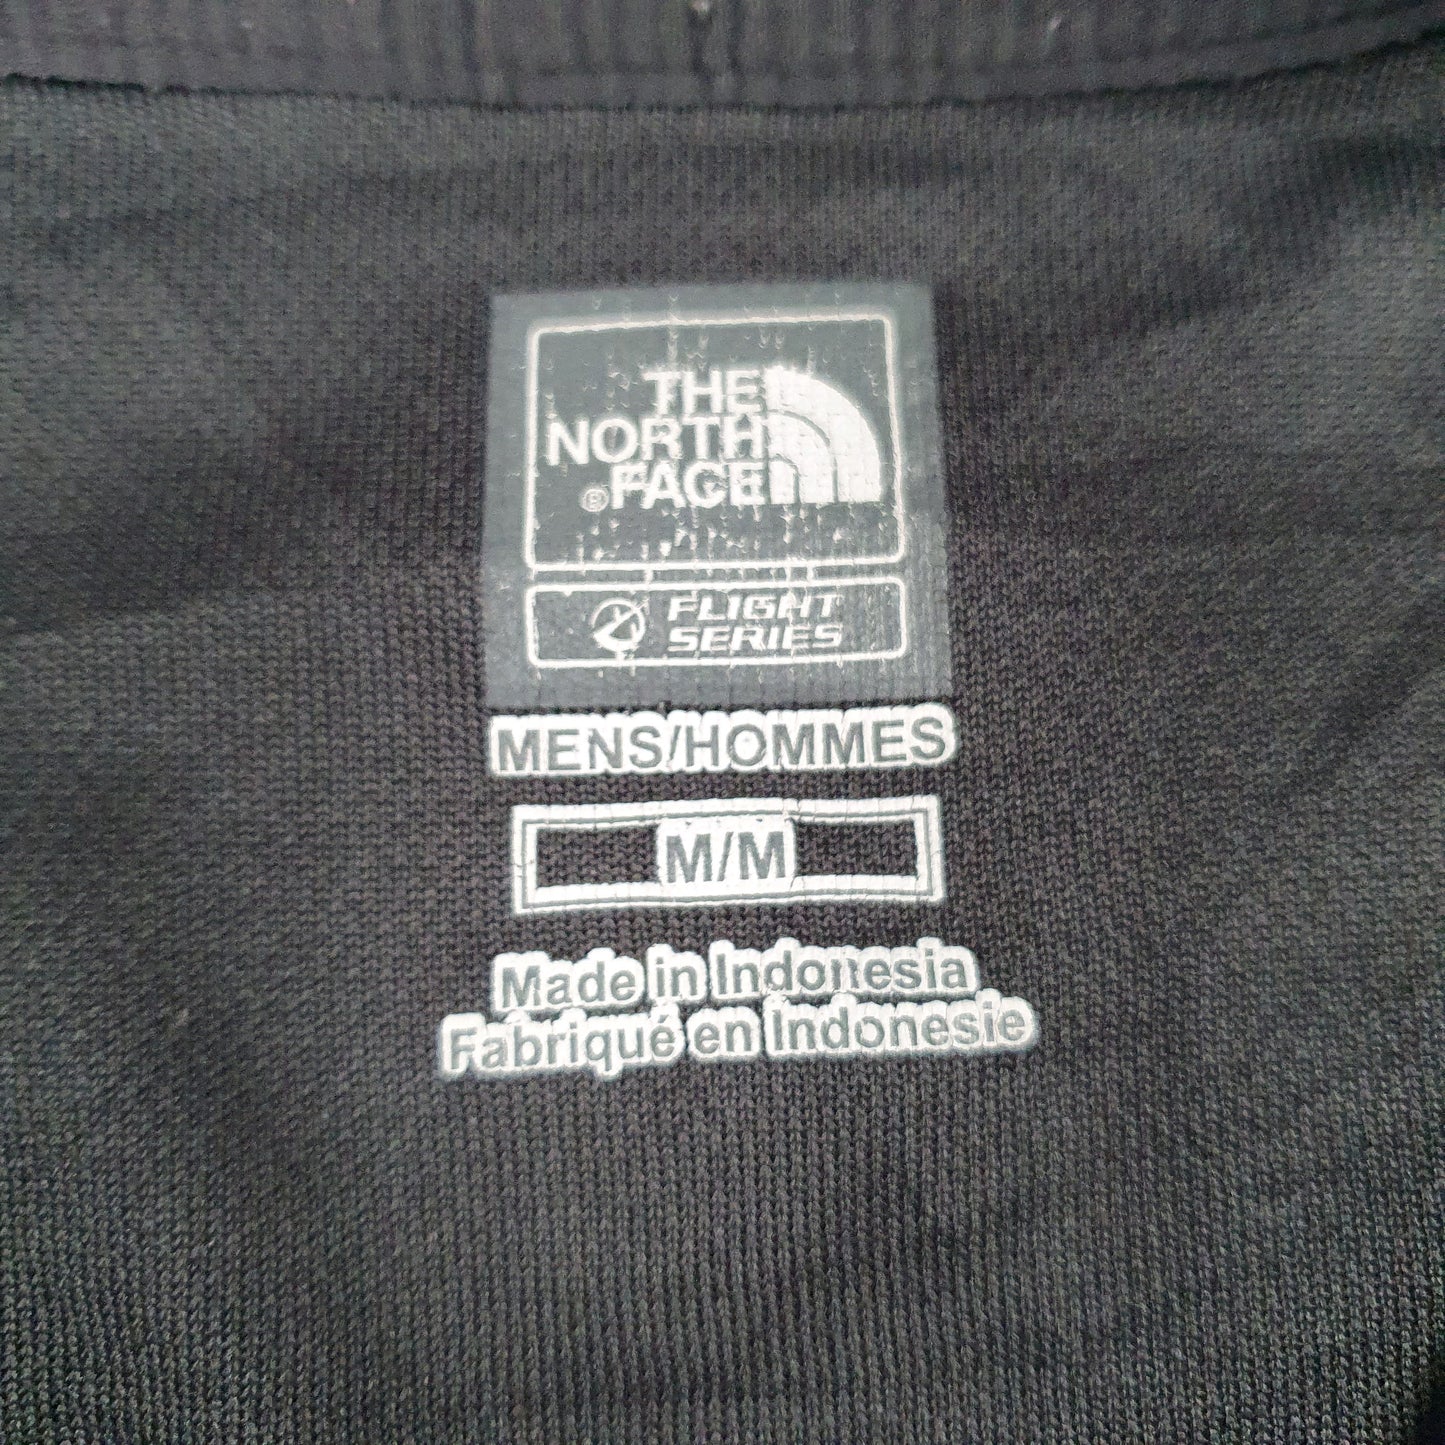 THE
NORTH
®FACE
FLIGHT
SERIES
MENS/HOMMES
M/M
Made in Indonesia
Fabriqué en Indonesie